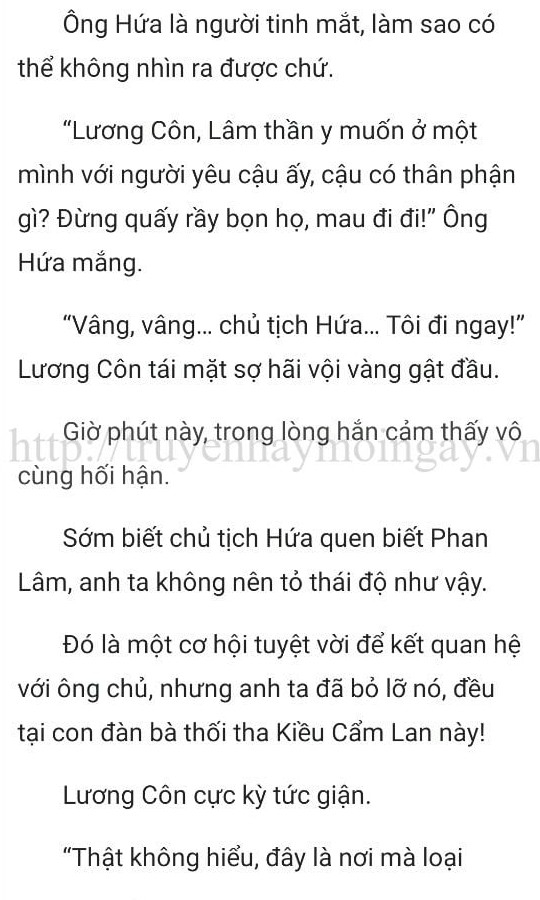 Ông Hứa là người tinh mắt, làm sao có
thể không nhìn ra được chứ.
“Lương Côn, Lâm thần y muốn ở một
mình với người yêu cậu ấy, cậu có thân phận
gì? Đừng quấy rầy bọn họ, mau đi đi!” Ông
Hứa mắng.
“Vâng, vâng... chủ tịch Hứa... Tôi đi ngay!”
Lương Côn tái mặt sợ hãi vội vàng gật đầu.
Giờ phút này, trong lòng hắn cảm thấy vô
http://truyenhaymoingay.vn
cùng hối hận.
Sớm biết chủ tịch Hứa quen biết Phan
Lâm, anh ta không nên tỏ thái độ như vậy.
Đó là một cơ hội tuyệt vời để kết quan hệ
với ông chủ, nhưng anh ta đã bỏ lỡ nó, đều
tại con đàn bà thối tha Kiều Cẩm Lan này!
Lương Côn cực kỳ tức giận.
“Thật không hiểu, đây là nơi mà loại